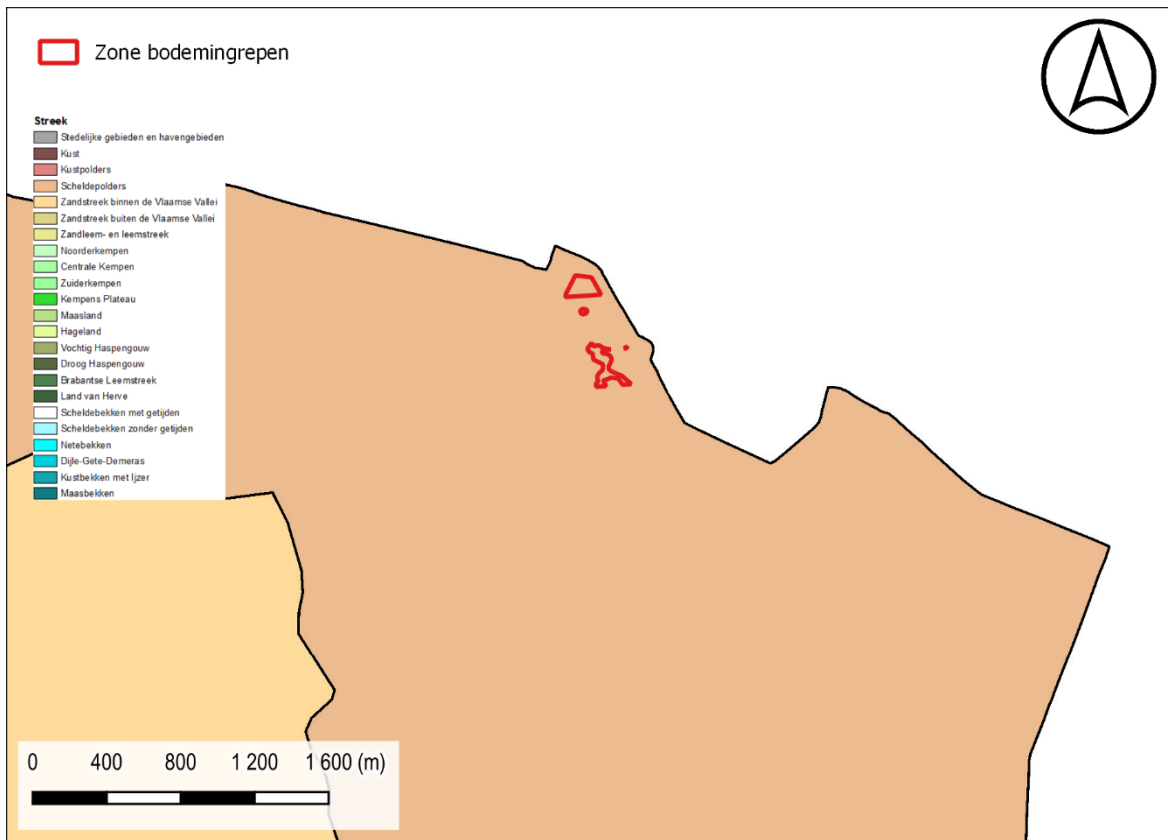 Zone bodemingrepen
Streek
Stedelijke gebieden en havengebieden
Kust
Kustpolders
Scheldepolders
Zandstreek binnen de Vlaamse Vallei
Zandstreek buiten de Vlaamse Vallei
Zandleem- en leemstreek
Noorderkempen
Centrale Kempen
Zuiderkempen
Kempens Plateau
Maasland
Hageland
Vochtig Haspengouw
Droog Haspengouw
Brabantse Leemstreek
Land van Herve
Scheldebekken met getijden
Scheldebekken zonder getijden
Netebekken
Dijle-Gete-Demeras
Kustbekken met Ijzer
Maasbekken
0 400 800 1 200 1 600 (m)